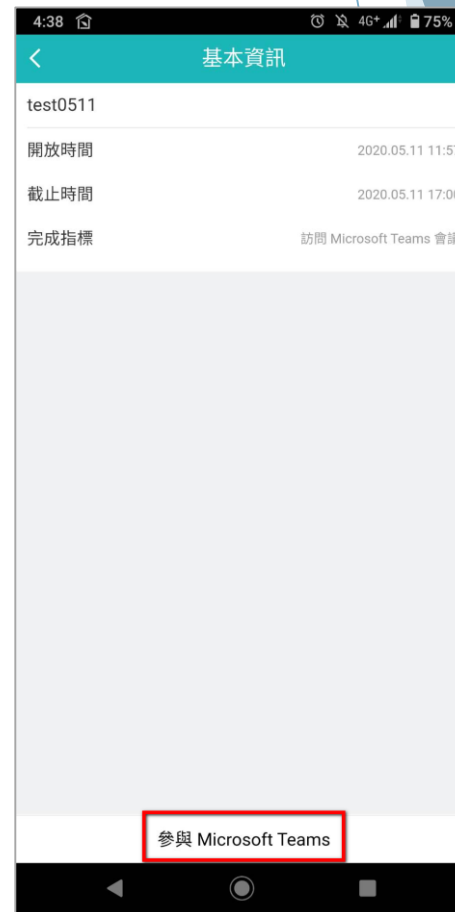 4:38 4G+ 75%
基本資訊
test0511
開放時間 2020.05.11 11:5
截止時間 2020.05.11 17:00
完成指標 訪問 Microsoft Teams 會議
參與 Microsoft Teams